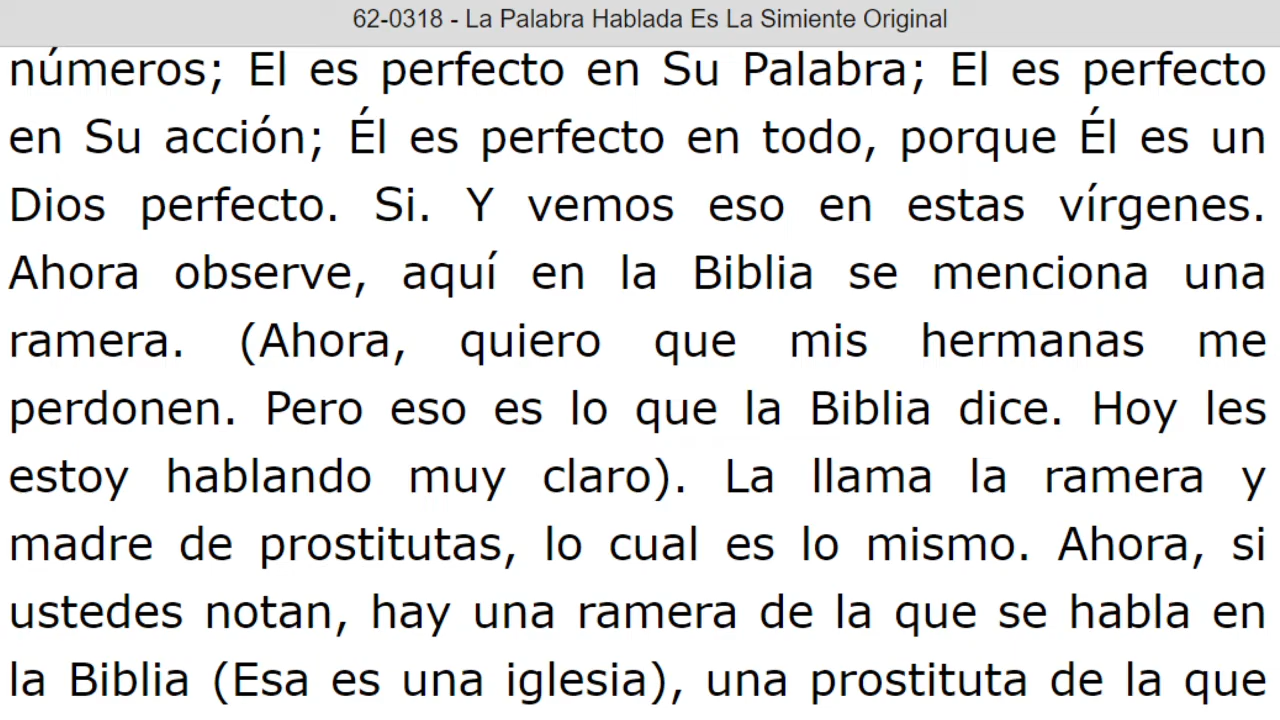 62-0318 - La Palabra Hablada Es La Simiente Original
números; El es perfecto en Su Palabra; El es perfecto
en Su acción; Él es perfecto en todo, porque Él es un
Dios perfecto. Si. Y vemos eso en estas vírgenes.
Ahora observe, aquí en la Biblia se menciona una
ramera. (Ahora, quiero que mis hermanas me
perdonen. Pero eso es lo que la Biblia dice. Hoy les
estoy hablando muy claro). La llama la ramera y
madre de prostitutas, lo cual es lo mismo. Ahora, si
ustedes notan, hay una ramera de la que se habla en
la Biblia (Esa es una iglesia), una prostituta de la que